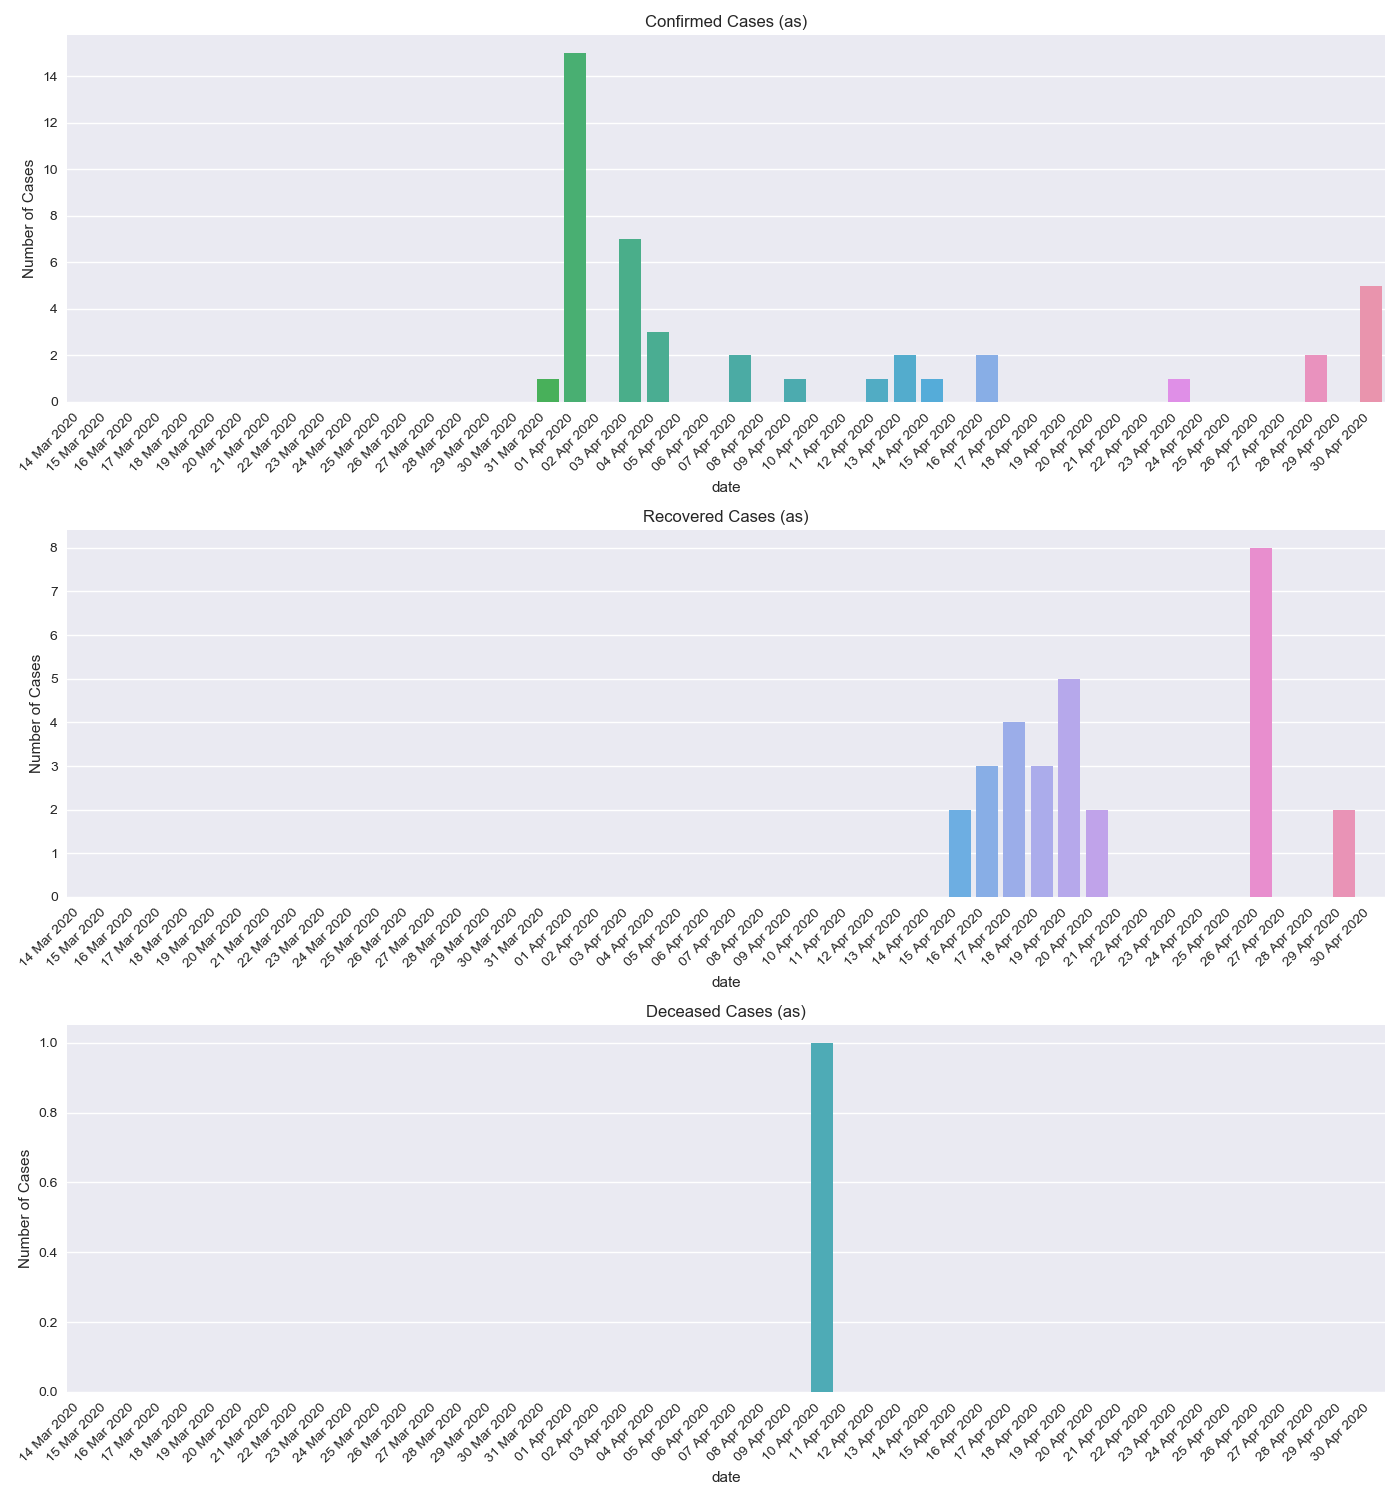 Confirmed Cases (as)
14
12
10
8
6
4
2
0
Number of Cases
14 Mar 2020
15 Mar 2020
16 Mar 2020
17 Mar 2020
18 Mar 2020
19 Mar 2020
20 Mar 2020
21 Mar 2020
22 Mar 2020
23 Mar 2020
24 Mar 2020
25 Mar 2020
26 Mar 2020
27 Mar 2020
28 Mar 2020
29 Mar 2020
30 Mar 2020
31 Mar 2020
01 Apr 2020
02 Apr 2020
03 Apr 2020
04 Apr 2020
05 Apr 2020
06 Apr 2020
07 Apr 2020
08 Apr 2020
09 Apr 2020
10 Apr 2020
11 Apr 2020
12 Apr 2020
13 Apr 2020
14 Apr 2020
15 Apr 2020
16 Apr 2020
17 Apr 2020
18 Apr 2020
19 Apr 2020
20 Apr 2020
21 Apr 2020
22 Apr 2020
23 Apr 2020
24 Apr 2020
25 Apr 2020
26 Apr 2020
27 Apr 2020
28 Apr 2020
29 Apr 2020
30 Apr 2020
date
Recovered Cases (as)
8
7
6
5
4
3
2
1
0
Number of Cases
14 Mar 2020
15 Mar 2020
16 Mar 2020
17 Mar 2020
18 Mar 2020
19 Mar 2020
20 Mar 2020
21 Mar 2020
22 Mar 2020
23 Mar 2020
24 Mar 2020
25 Mar 2020
26 Mar 2020
27 Mar 2020
28 Mar 2020
29 Mar 2020
30 Mar 2020
31 Mar 2020
01 Apr 2020
02 Apr 2020
03 Apr 2020
04 Apr 2020
05 Apr 2020
06 Apr 2020
07 Apr 2020
08 Apr 2020
09 Apr 2020
10 Apr 2020
11 Apr 2020
12 Apr 2020
13 Apr 2020
14 Apr 2020
15 Apr 2020
16 Apr 2020
17 Apr 2020
18 Apr 2020
19 Apr 2020
20 Apr 2020
21 Apr 2020
22 Apr 2020
23 Apr 2020
24 Apr 2020
25 Apr 2020
26 Apr 2020
27 Apr 2020
28 Apr 2020
29 Apr 2020
30 Apr 2020
date
Deceased Cases (as)
1.0
0.8
0.6
0.4
0.2
0.0
Number of Cases
14 Mar 2020
15 Mar 2020
16 Mar 2020
17 Mar 2020
18 Mar 2020
19 Mar 2020
20 Mar 2020
21 Mar 2020
22 Mar 2020
23 Mar 2020
24 Mar 2020
25 Mar 2020
26 Mar 2020
27 Mar 2020
28 Mar 2020
29 Mar 2020
30 Mar 2020
31 Mar 2020
01 Apr 2020
02 Apr 2020
03 Apr 2020
04 Apr 2020
05 Apr 2020
06 Apr 2020
07 Apr 2020
08 Apr 2020
09 Apr 2020
10 Apr 2020
11 Apr 2020
12 Apr 2020
13 Apr 2020
14 Apr 2020
15 Apr 2020
16 Apr 2020
17 Apr 2020
18 Apr 2020
19 Apr 2020
20 Apr 2020
21 Apr 2020
22 Apr 2020
23 Apr 2020
24 Apr 2020
25 Apr 2020
26 Apr 2020
27 Apr 2020
28 Apr 2020
29 Apr 2020
30 Apr 2020
date